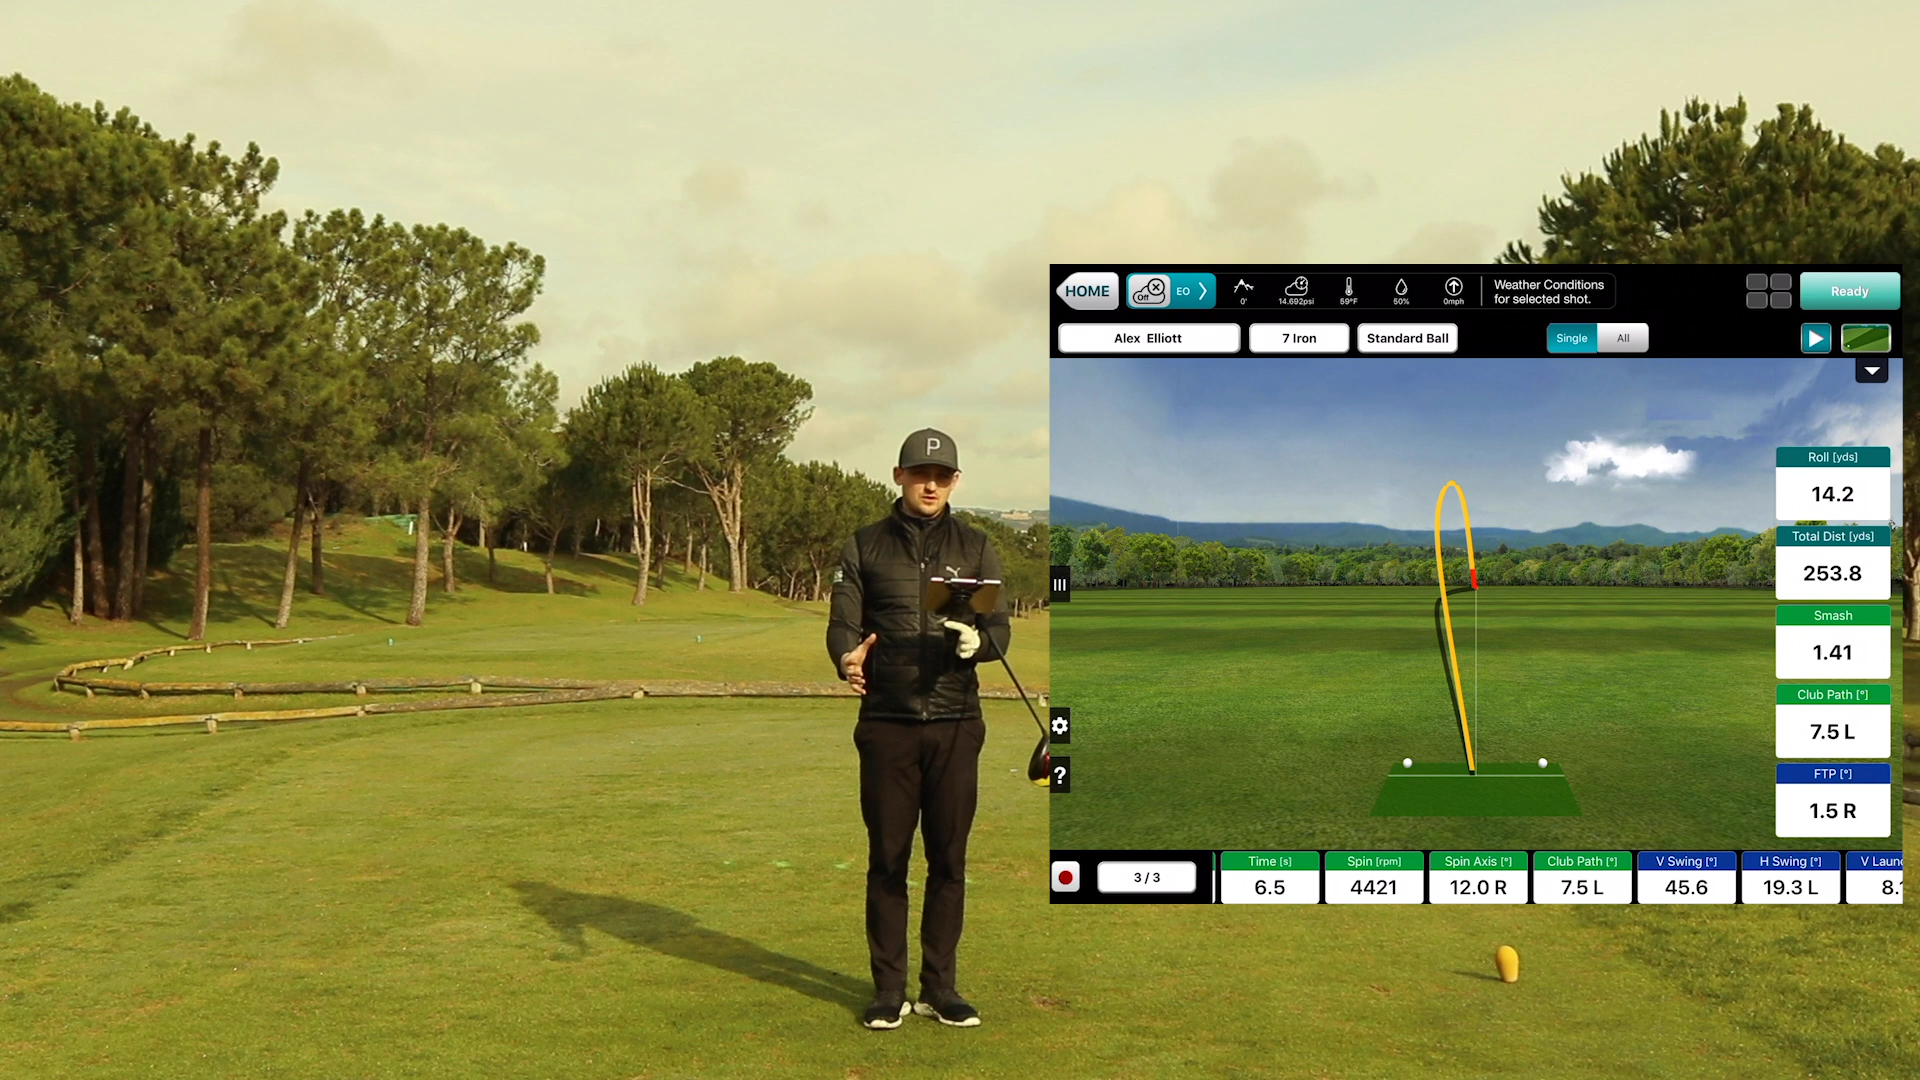 P
HOME
Off
EO
0'
14.692psi
59°F
50%
0mph
Weather Conditions
for selected shot.
Ready
Alex Elliott
7 Iron
Standard Ball
Single
All
Roll [yds]
14.2
Total Dist [yds]
253.8
Smash
1.41
Club Path [°]
7.5 L
FTP [°]
1.5 R
?
3 / 3
Time [s]
6.5
Spin [rpm]
4421
Spin Axis [°]
12.0 R
Club Path [°]
7.5 L
V Swing [°]
45.6
H Swing [°]
19.3 L
V Laun
8.